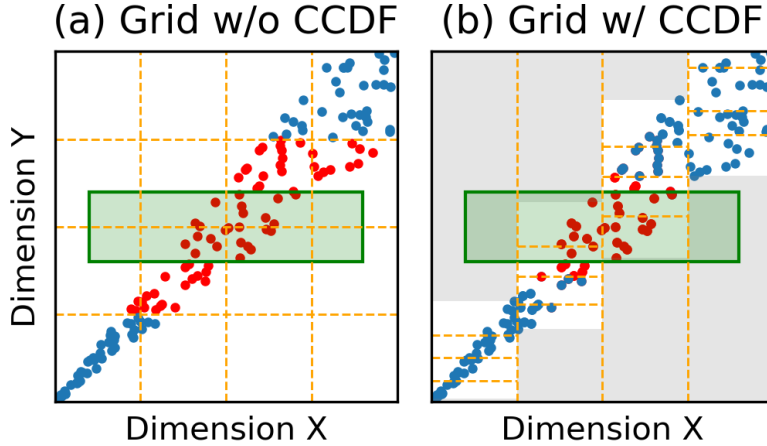 (a) Grid w/o CCDF
(b) Grid w/ CCDF
Dimension Y
Dimension X
Dimension X